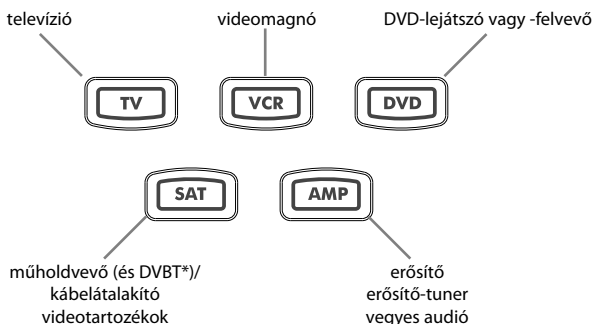 televízió
videomagnó
DVD-lejátszó vagy -felvevő
TV
VCR
DVD
SAT
AMP
műholdvevő (és DVBT*)/
kábelátalakító
videotartozékok
erősítő
erősítő-tuner
vegyes audió